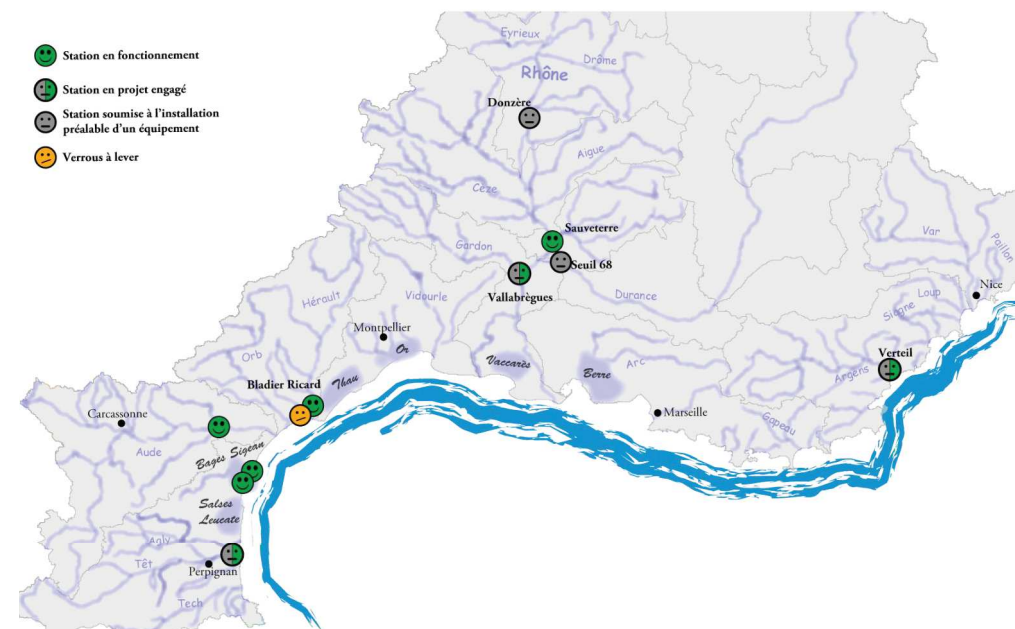 Station en fonctionnement
Station en projet engagé
Station soumise à l'installation
préalable d'un équipement
Verrous à lever
Eyrieux
Drôme
Rhône
Donzère
Aigue
Ceze
Sauveterre
Gardon
Seuil 68
Vallabrègues
Durance
Var
Paillon
Nice
Loup
Siagne
Hérault
Vidourle
Montpellier
Or
Orb
Vaccarès
Berre
Arc
Verteil
Argens
Bladier Ricard
Thau
Marseille
Gapeau
Carcassonne
Aude
Bages Sigean
Salses
Leucate
Agly
Têt
Perpignan
Tech